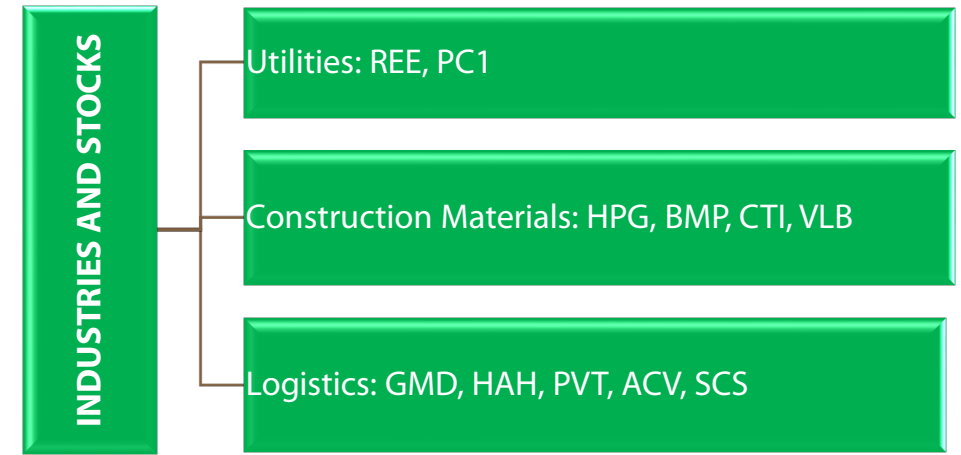 INDUSTRIES AND STOCKS
Utilities: REE, PC1
Construction Materials: HPG, BMP, CTI, VLB
Logistics: GMD, HAH, PVT, ACV, SCS